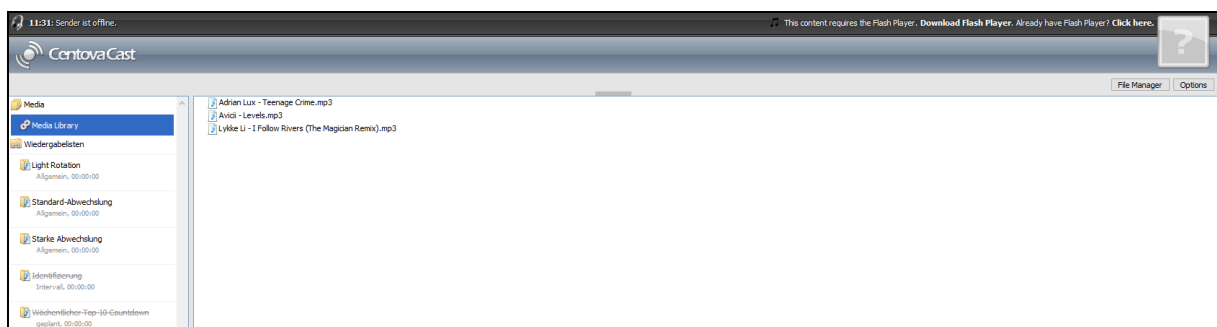 11:31: Sender ist offline.
This content requires the Flash Player. Download Flash Player. Already have Flash Player? Click here.
?
CentovaCast
File Manager
Options
Media
Media Library
Wiedergabelisten
Light Rotation
Allgemein, 00:00:00
Standard-Abwechslung
Allgemein, 00:00:00
Starke Abwechslung
Allgemein, 00:00:00
Identifizierung
Intervall, 00:00:00
Wöchentlicher Top 10 Countdown
geplant, 00:00:00
Adrian Lux - Teenage Crime.mp3
Avicii - Levels.mp3
Lykke Li - I Follow Rivers (The Magician Remix).mp3